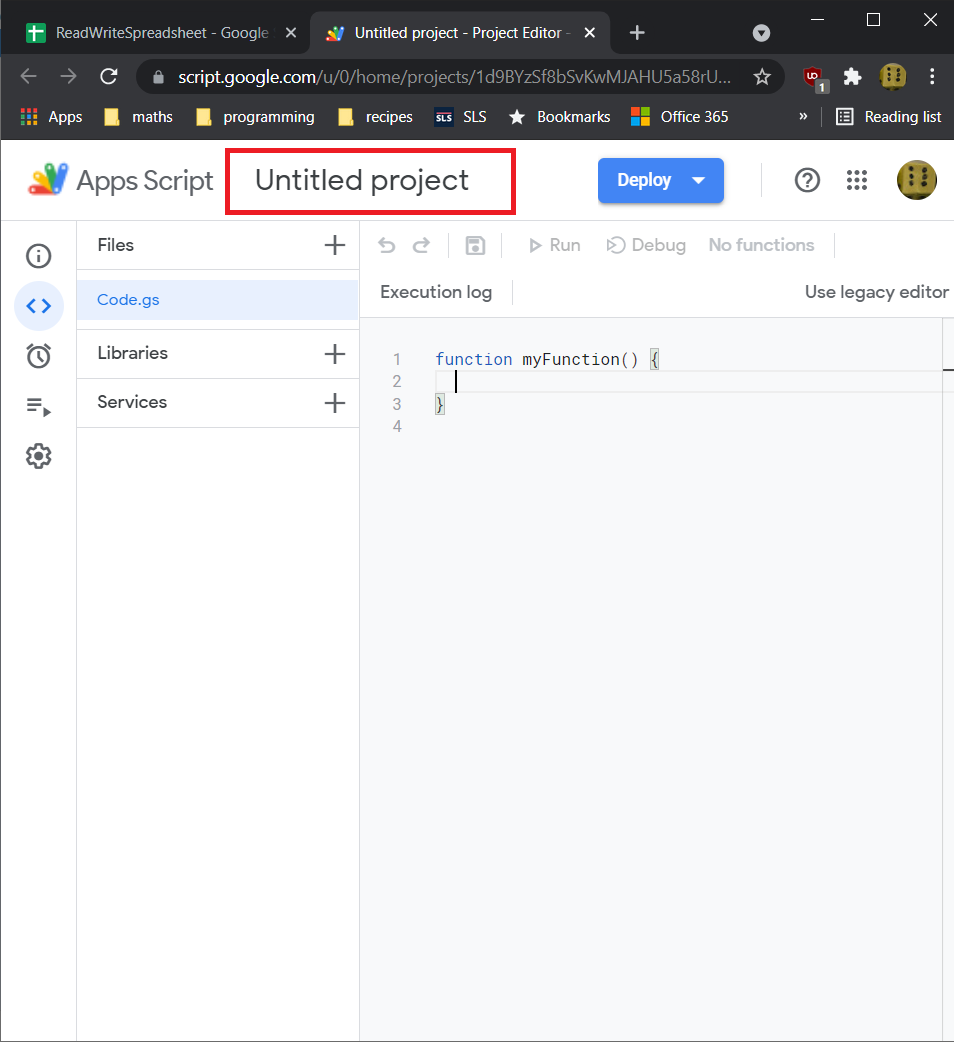 ReadWriteSpreadsheet - Google S
Untitled project - Project Editor -
script.google.com/u/0/home/projects/1d9BYzSf8bSvKwMJAHU5a58rU...
1
Apps maths programming recipes SLS SLS Bookmarks Office 365 » Reading list
Apps Script Untitled project Deploy
Files
Code.gs
Libraries
Services
Run Debug No functions
Execution log Use legacy editor
1 function myFunction() {
2
3 }
4